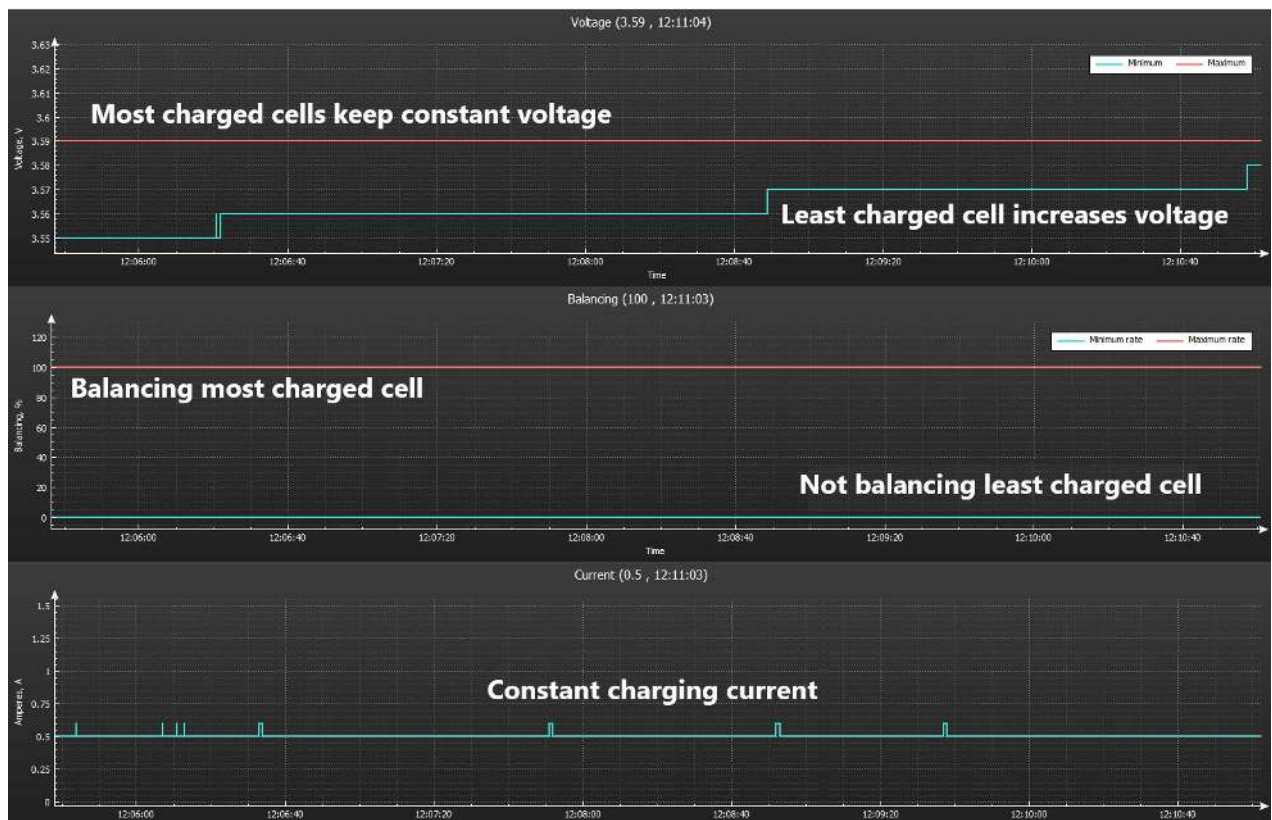 Voltage (3.59 , 12:11:04)
3.63
3.62
3.61
3.6
3.59
3.58
3.57
3.56
3.55
Voltage, V
Minimum Maximum
Most charged cells keep constant voltage
Least charged cell increases voltage
12:06:00 12:06:40 12:07:20 12:08:00 12:08:40 12:09:20 12:10:00 12:10:40
Time
Balancing (100 , 12:11:03)
120
100
80
60
40
20
0
Balancing, %
Minimum rate Maximum rate
Balancing most charged cell
Not balancing least charged cell
12:06:00 12:06:40 12:07:20 12:08:00 12:08:40 12:09:20 12:10:00 12:10:40
Time
Current (0.5 , 12:11:03)
1.5
1.25
1
0.75
0.5
0.25
0
Amperes, A
Constant charging current
12:06:00 12:06:40 12:07:20 12:08:00 12:08:40 12:09:20 12:10:00 12:10:40